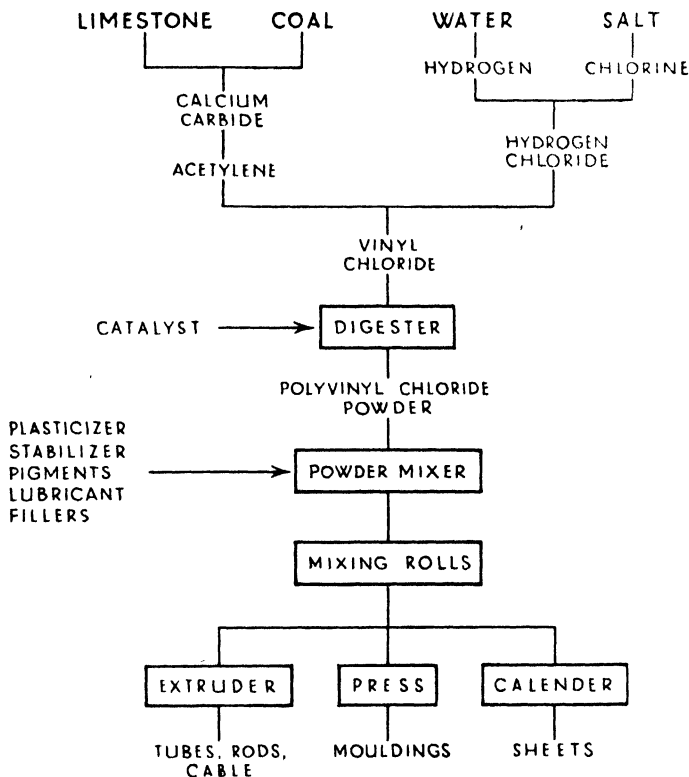 LIMESTONE COAL WATER SALT
HYDROGEN CHLORINE
CALCIUM
CARBIDE
HYDROGEN
CHLORIDE
ACETYLENE
VINYL
CHLORIDE
CATALYST DIGESTER
POLYVINYL CHLORIDE
POWDER
PLASTICIZER
STABILIZER
PIGMENTS
LUBRICANT
FILLERS
POWDER MIXER
MIXING ROLLS
EXTRUDER PRESS CALENDER
TUBES, RODS,
CABLE
MOULDINGS SHEETS